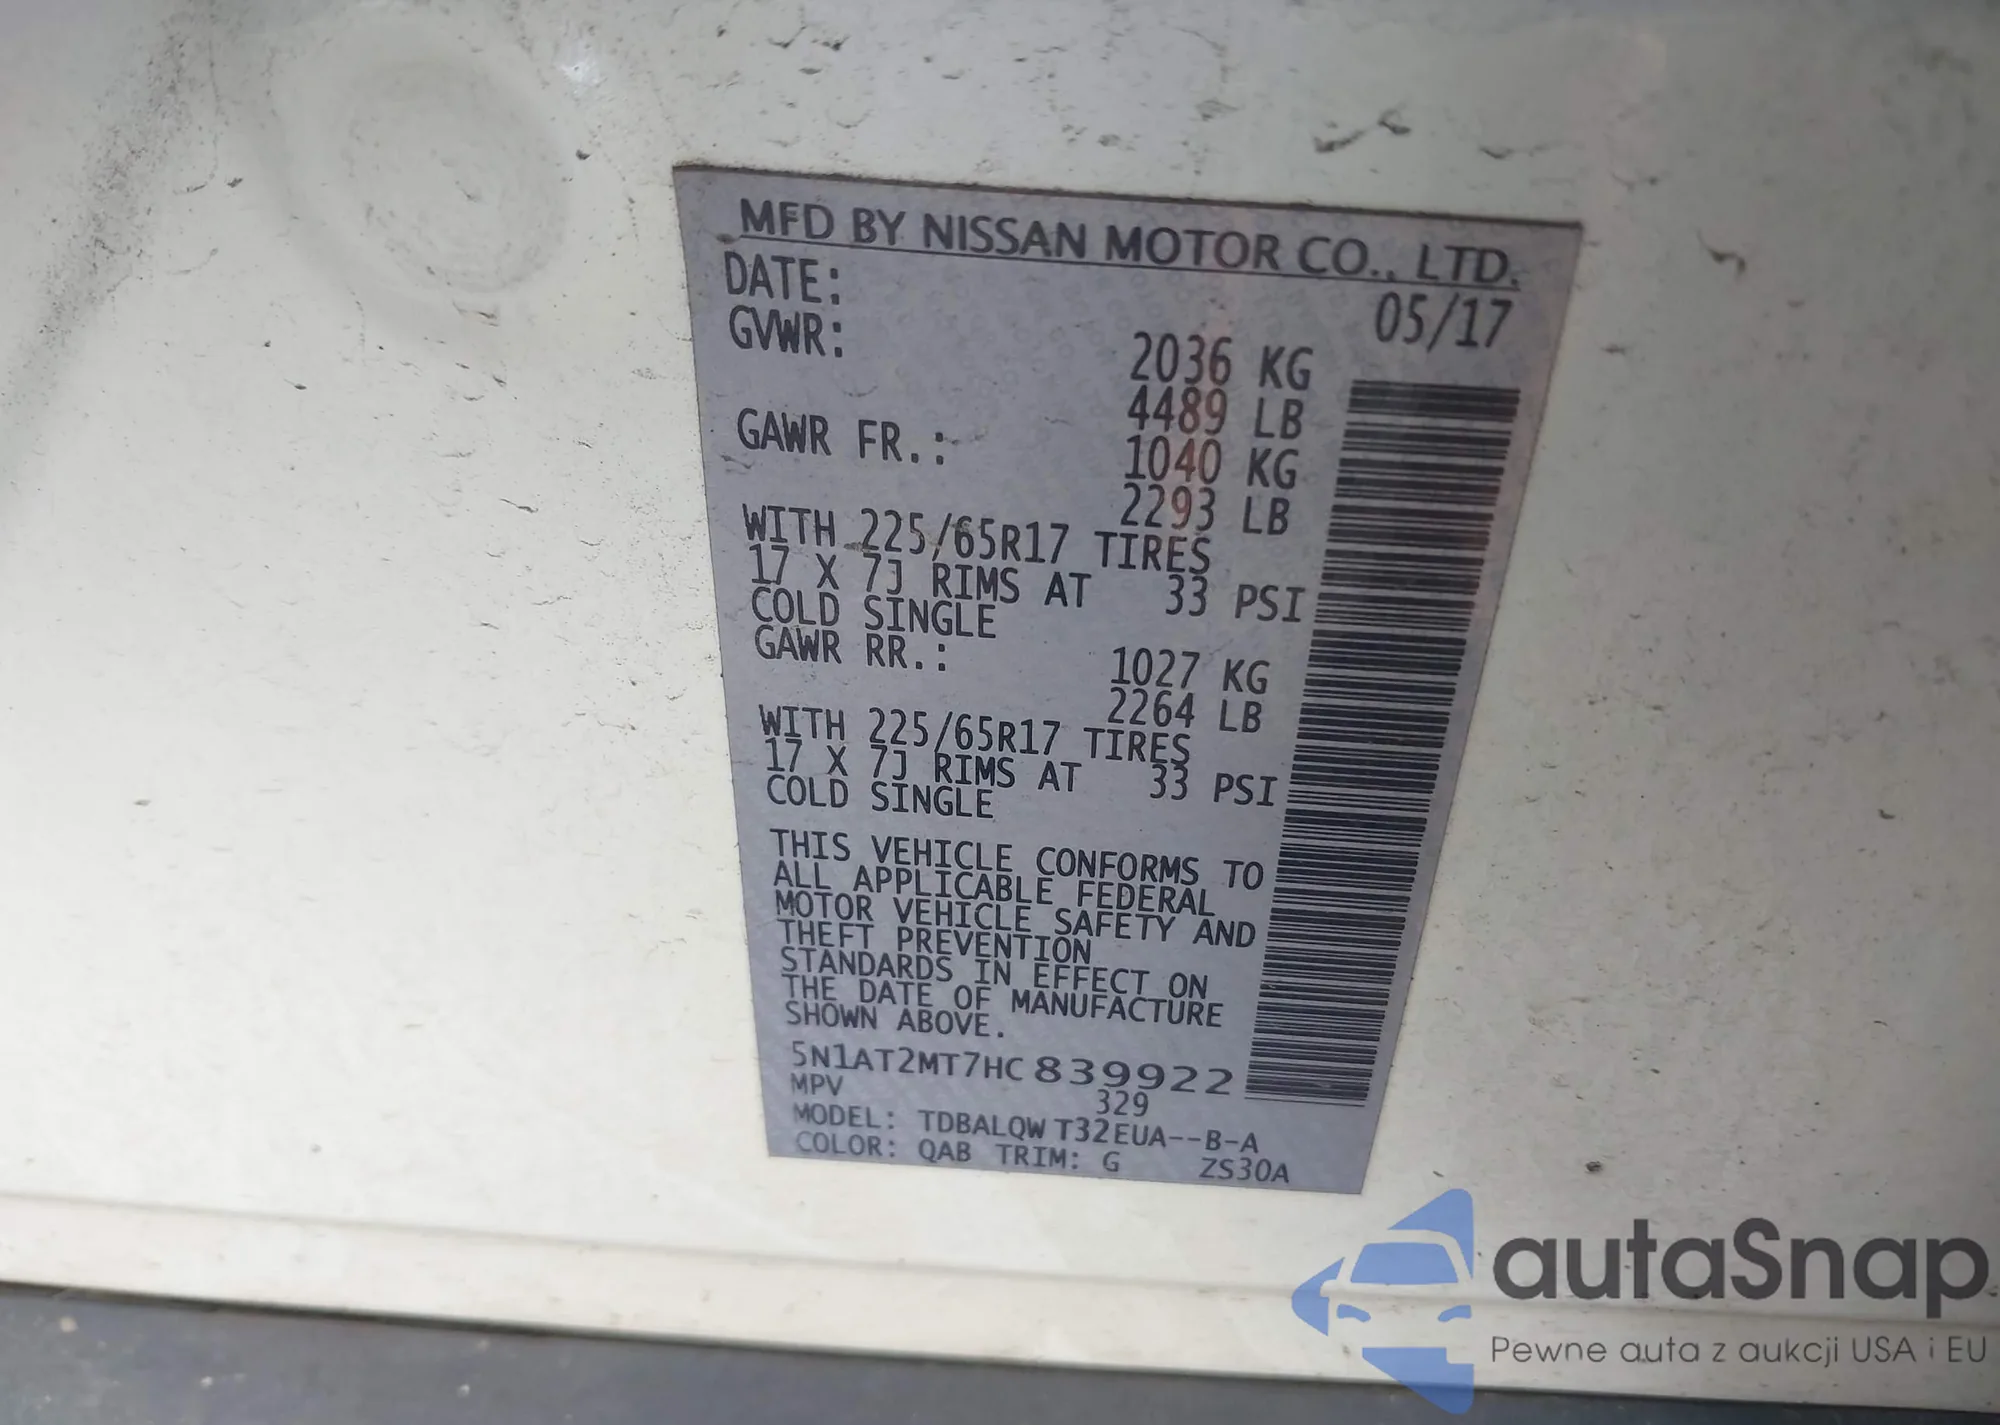 MFD BY NISSAN MOTOR CO., LTD.
DATE: 05/17
GVWR: 2036 KG
4489 LB
GAWR FR.: 1040 KG
2293 LB
WITH 225/65R17 TIRES
17 X 7J RIMS AT 33 PSI
COLD SINGLE
GAWR RR.: 1027 KG
2264 LB
WITH 225/65R17 TIRES
17 X 7J RIMS AT 33 PSI
COLD SINGLE
THIS VEHICLE CONFORMS TO
ALL APPLICABLE FEDERAL
MOTOR VEHICLE SAFETY AND
THEFT PREVENTION
STANDARDS IN EFFECT ON
THE DATE OF MANUFACTURE
SHOWN ABOVE.
5N1AT2MT7HC839922
MPV 329
MODEL: TDBALQW T32EUA--B-A
COLOR: QAB TRIM: G ZS30A
autaSnap
Pewne auta z aukcji USA i EU